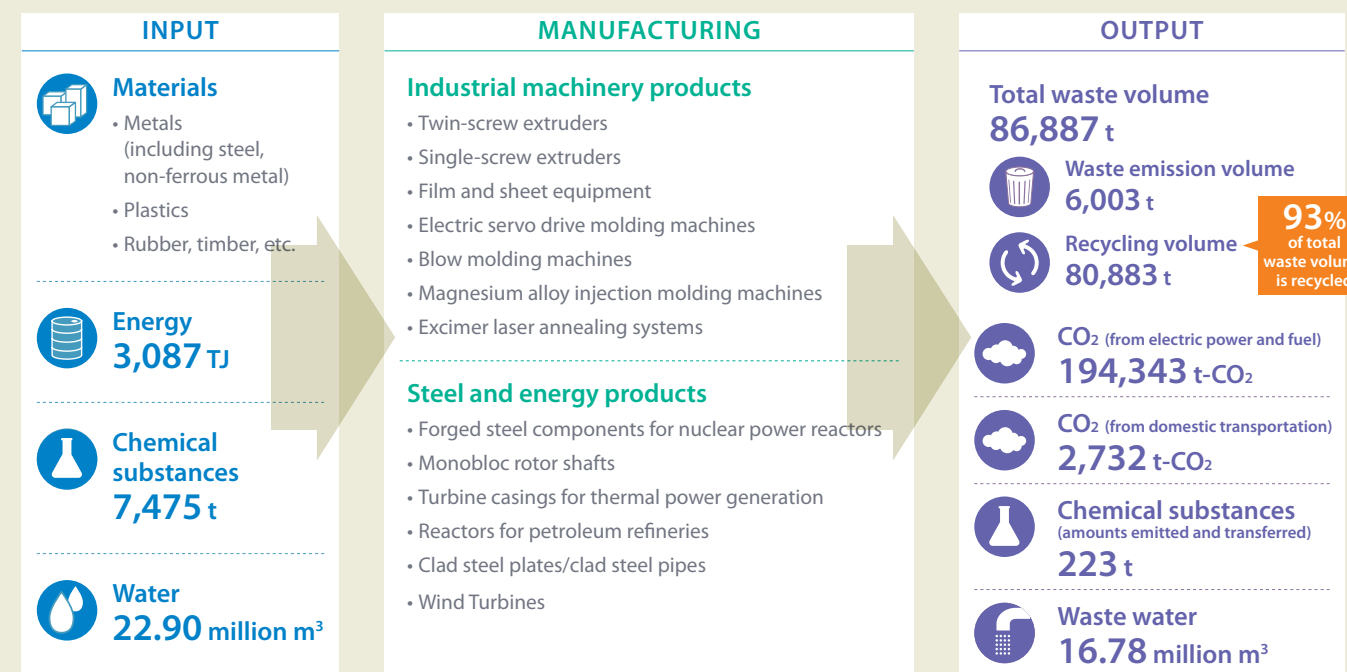 INPUT
Materials
• Metals
(including steel,
non-ferrous metal)
• Plastics
• Rubber, timber, etc.
Energy
3,087 TJ
Chemical
substances
7,475 t
Water
22.90 million m³
MANUFACTURING
Industrial machinery products
• Twin-screw extruders
• Single-screw extruders
• Film and sheet equipment
• Electric servo drive molding machines
• Blow molding machines
• Magnesium alloy injection molding machines
• Excimer laser annealing systems
Steel and energy products
• Forged steel components for nuclear power reactors
• Monobloc rotor shafts
• Turbine casings for thermal power generation
• Reactors for petroleum refineries
• Clad steel plates/clad steel pipes
• Wind Turbines
OUTPUT
Total waste volume
86,887 t
Waste emission volume
6,003 t
Recycling volume
80,883 t
93%
of total
waste
is
CO₂ (from electric power and fuel)
194,343 t-CO₂
CO₂ (from domestic transportation)
2,732 t-CO₂
Chemical substances
(amounts emitted and transferred)
223 t
Waste water
16.78 million m³